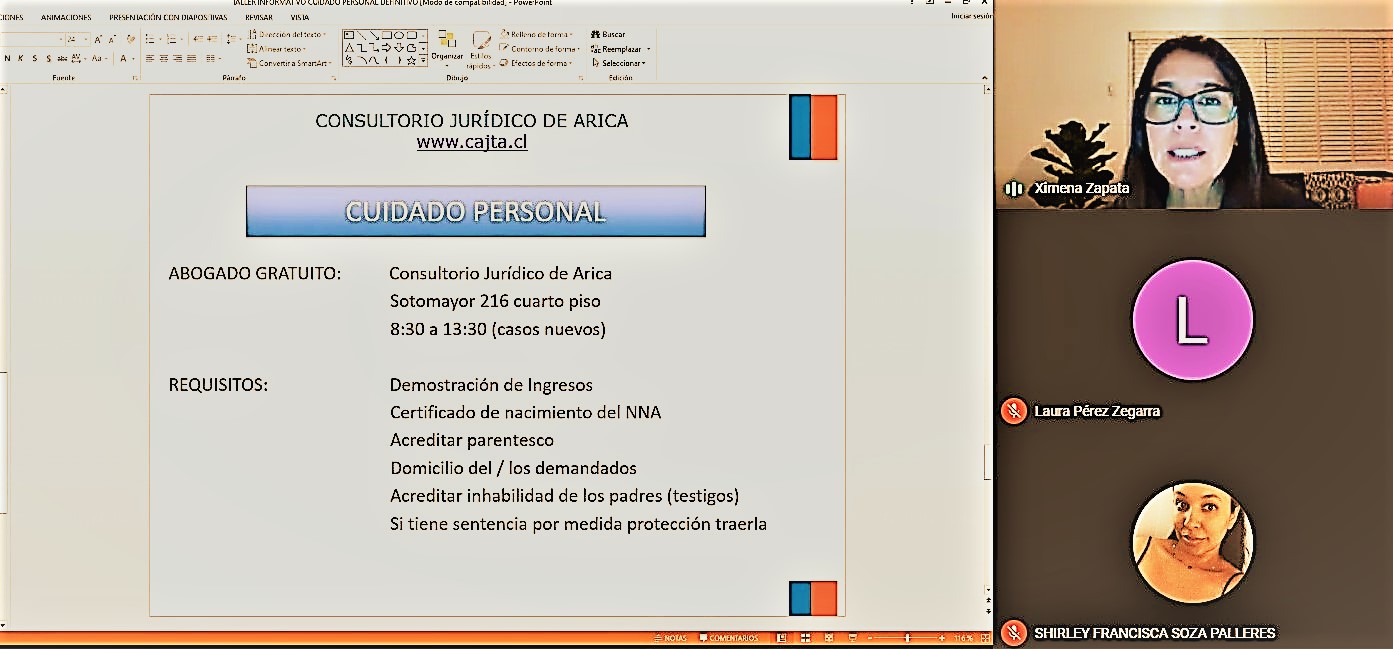 TALLER INFORMATIVO CUIDADO PERSONAL DEFINITIVO [Modo de compatibilidad] - PowerPoint
IONES ANIMACIONES PRESENTACIÓN CON DIAPOSITIVAS REVISAR VISTA
Iniciar sesión
24
Dirección del texto
Alinear texto
Convertir a SmartArt
Organizar
Estilos
rápidos
Relleno de forma
Contorno de forma
Efectos de forma
Buscar
Reemplazar
Seleccionar
N K S S abc AV Aa A
Fuente Párrafo Dibujo Edición
CONSULTORIO JURÍDICO DE ARICA
www.cajta.cl
CUIDADO PERSONAL
ABOGADO GRATUITO: Consultorio Jurídico de Arica
Sotomayor 216 cuarto piso
8:30 a 13:30 (casos nuevos)
REQUISITOS: Demostración de Ingresos
Certificado de nacimiento del NNA
Acreditar parentesco
Domicilio del / los demandados
Acreditar inhabilidad de los padres (testigos)
Si tiene sentencia por medida protección traerla
NOTAS COMENTARIOS 116%
Ximena Zapata
L
Laura Pérez Zegarra
SHIRLEY FRANCISCA SOZA PALLERES